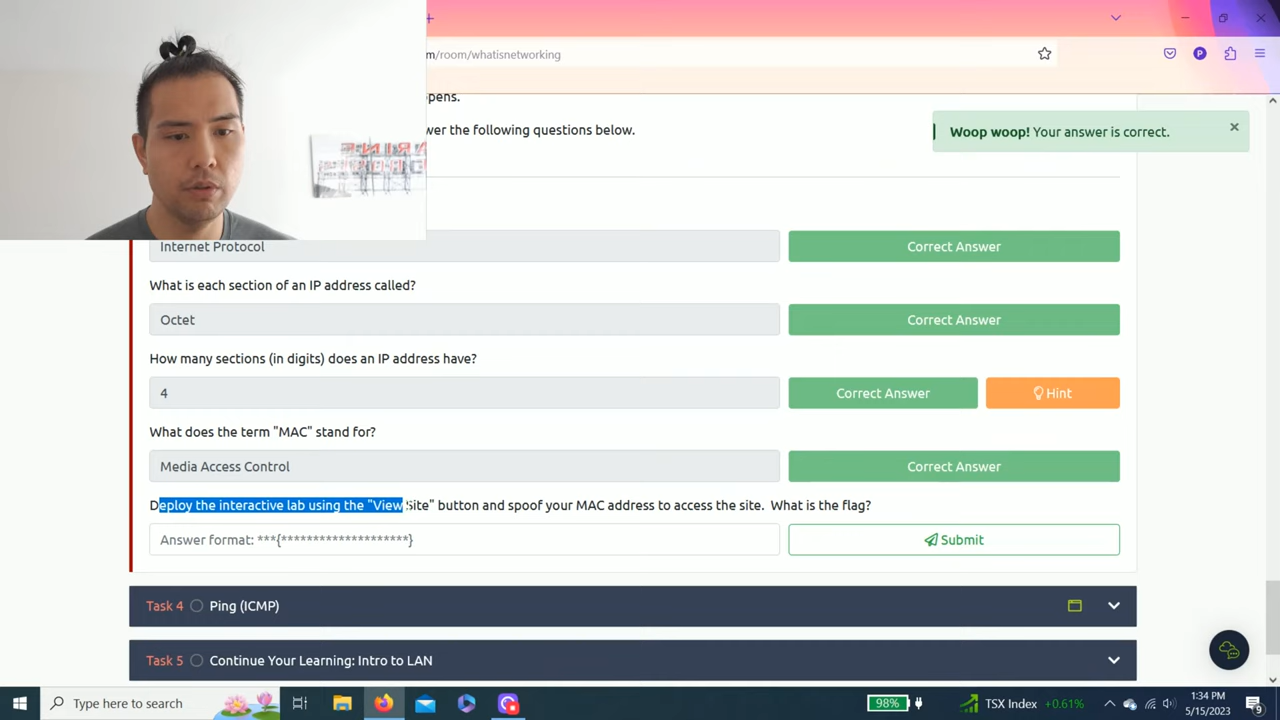 m/room/whatisnetworking
pens.
wer the following questions below.
Woop woop! Your answer is correct.
Internet Protocol
Correct Answer
What is each section of an IP address called?
Octet
Correct Answer
How many sections (in digits) does an IP address have?
4
Correct Answer
Hint
What does the term "MAC" stand for?
Media Access Control
Correct Answer
Deploy the interactive lab using the "View Site" button and spoof your MAC address to access the site. What is the flag?
Answer format: ***{********************}
Submit
Task 4
Ping (ICMP)
Task 5
Continue Your Learning: Intro to LAN
Type here to search
98%
TSX Index +0.61%
1:34 PM
5/15/2023
9